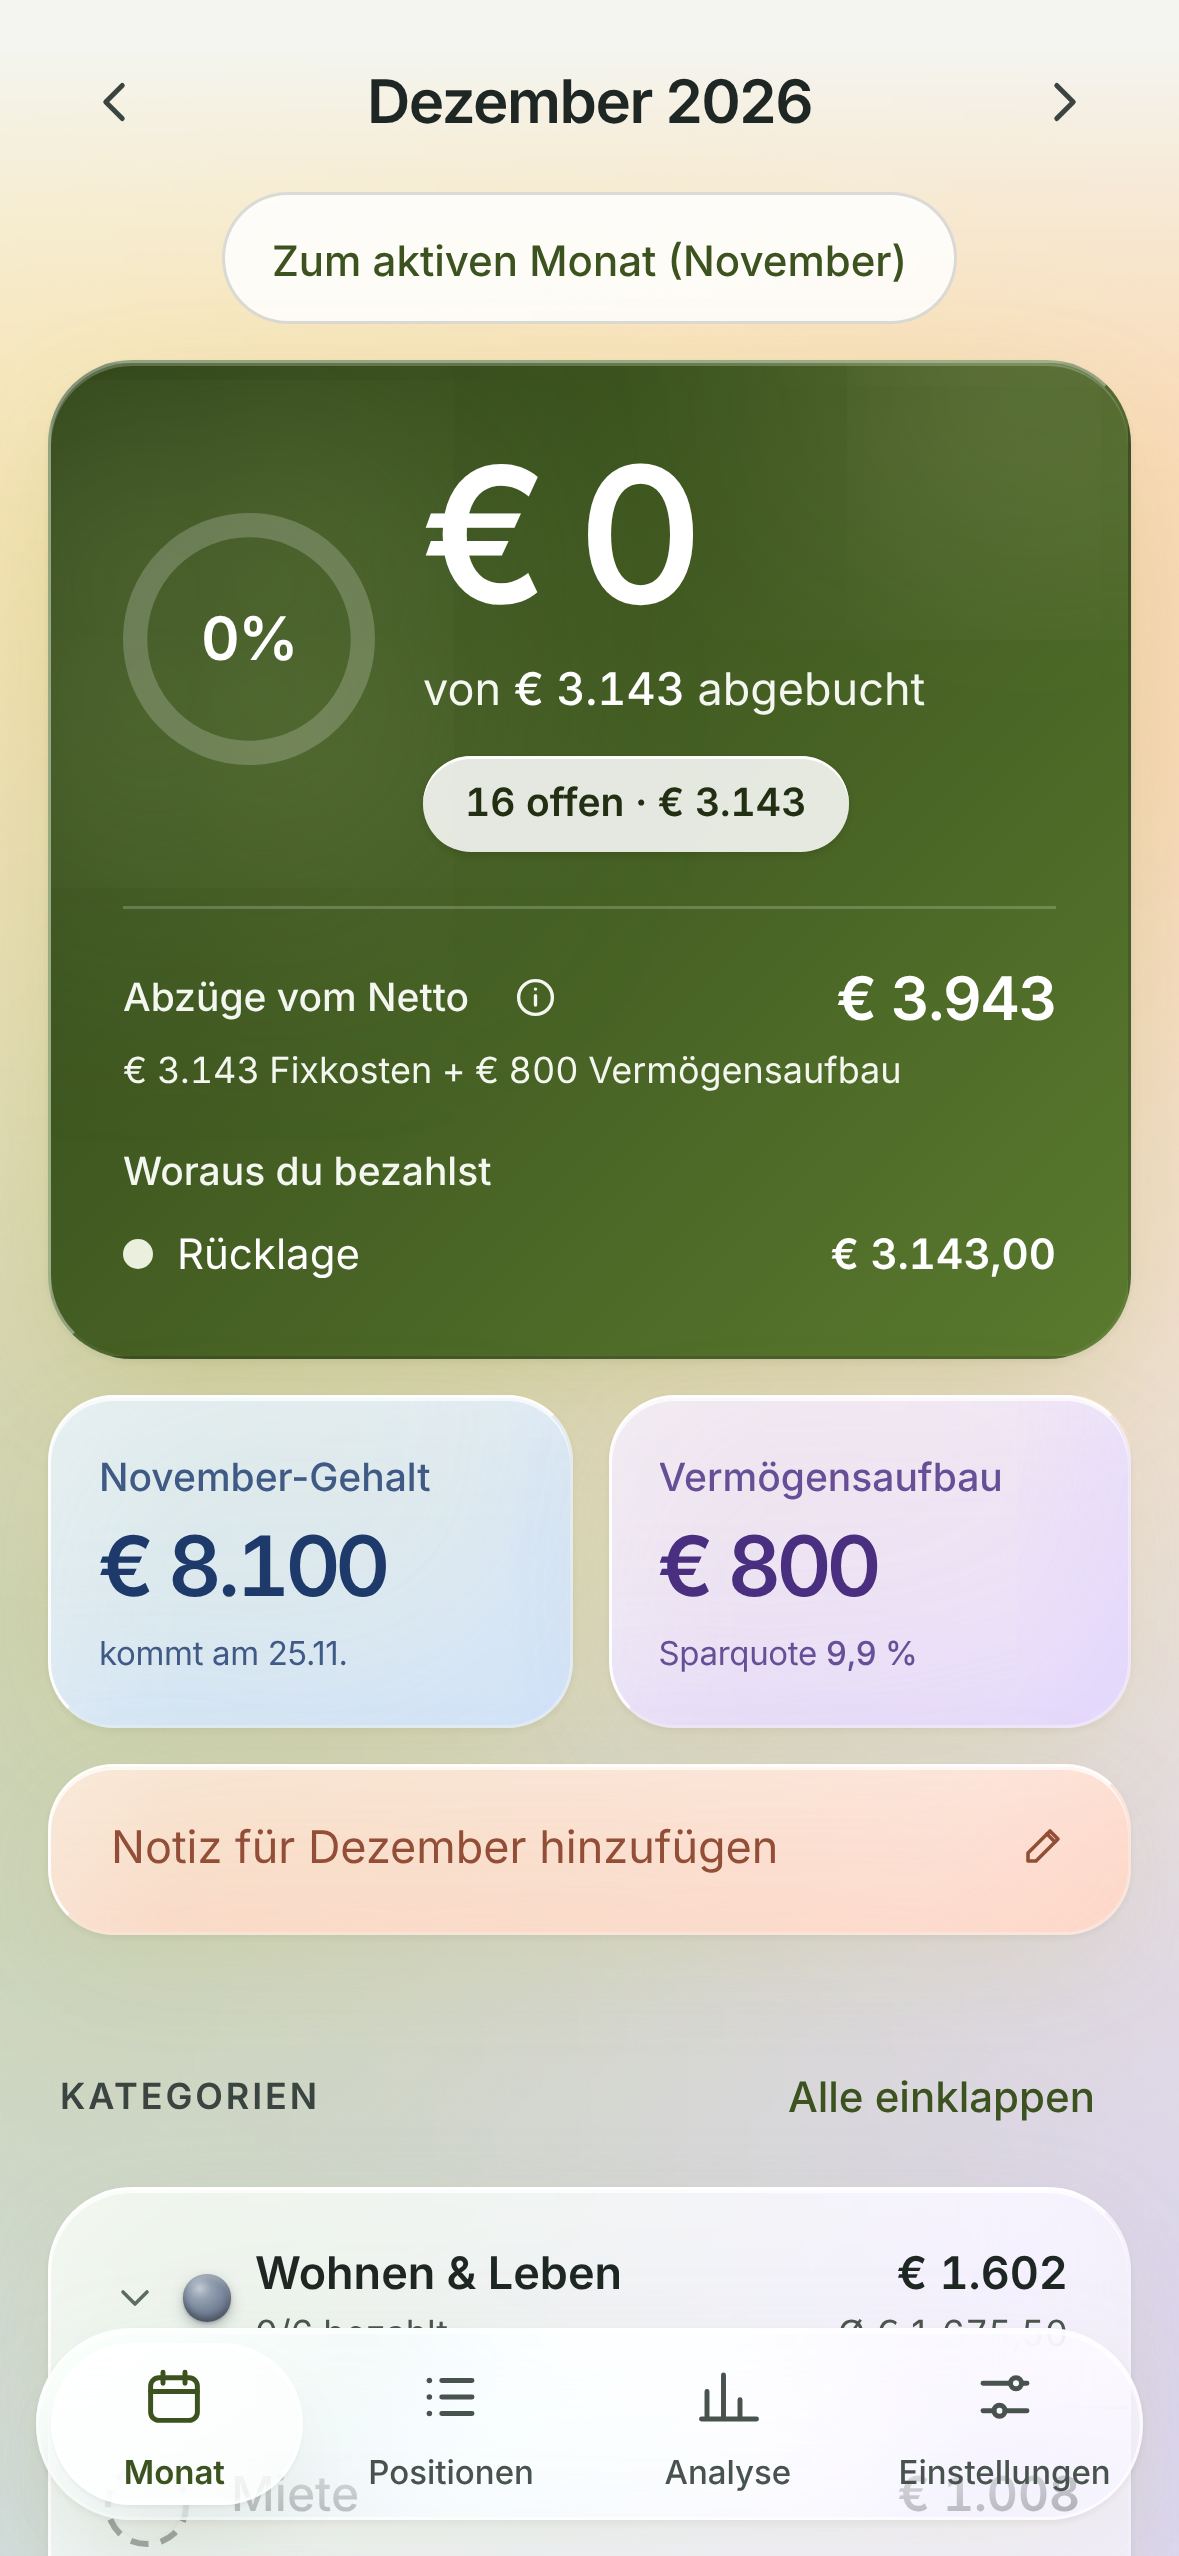 Dezember 2026
Zum aktiven Monat (November)
€ 0
0%
von € 3.143 abgebucht
16 offen · € 3.143
Abzüge vom Netto
€ 3.943
€ 3.143 Fixkosten + € 800 Vermögensaufbau
Woraus du bezahlst
Rücklage
€ 3.143,00
November-Gehalt
€ 8.100
kommt am 25.11.
Vermögensaufbau
€ 800
Sparquote 9,9 %
Notiz für Dezember hinzufügen
KATEGORIEN
Alle einklappen
Wohnen & Leben
€ 1.602
Monat
Positionen
Analyse
Einstellungen
Miete
€ 1.008